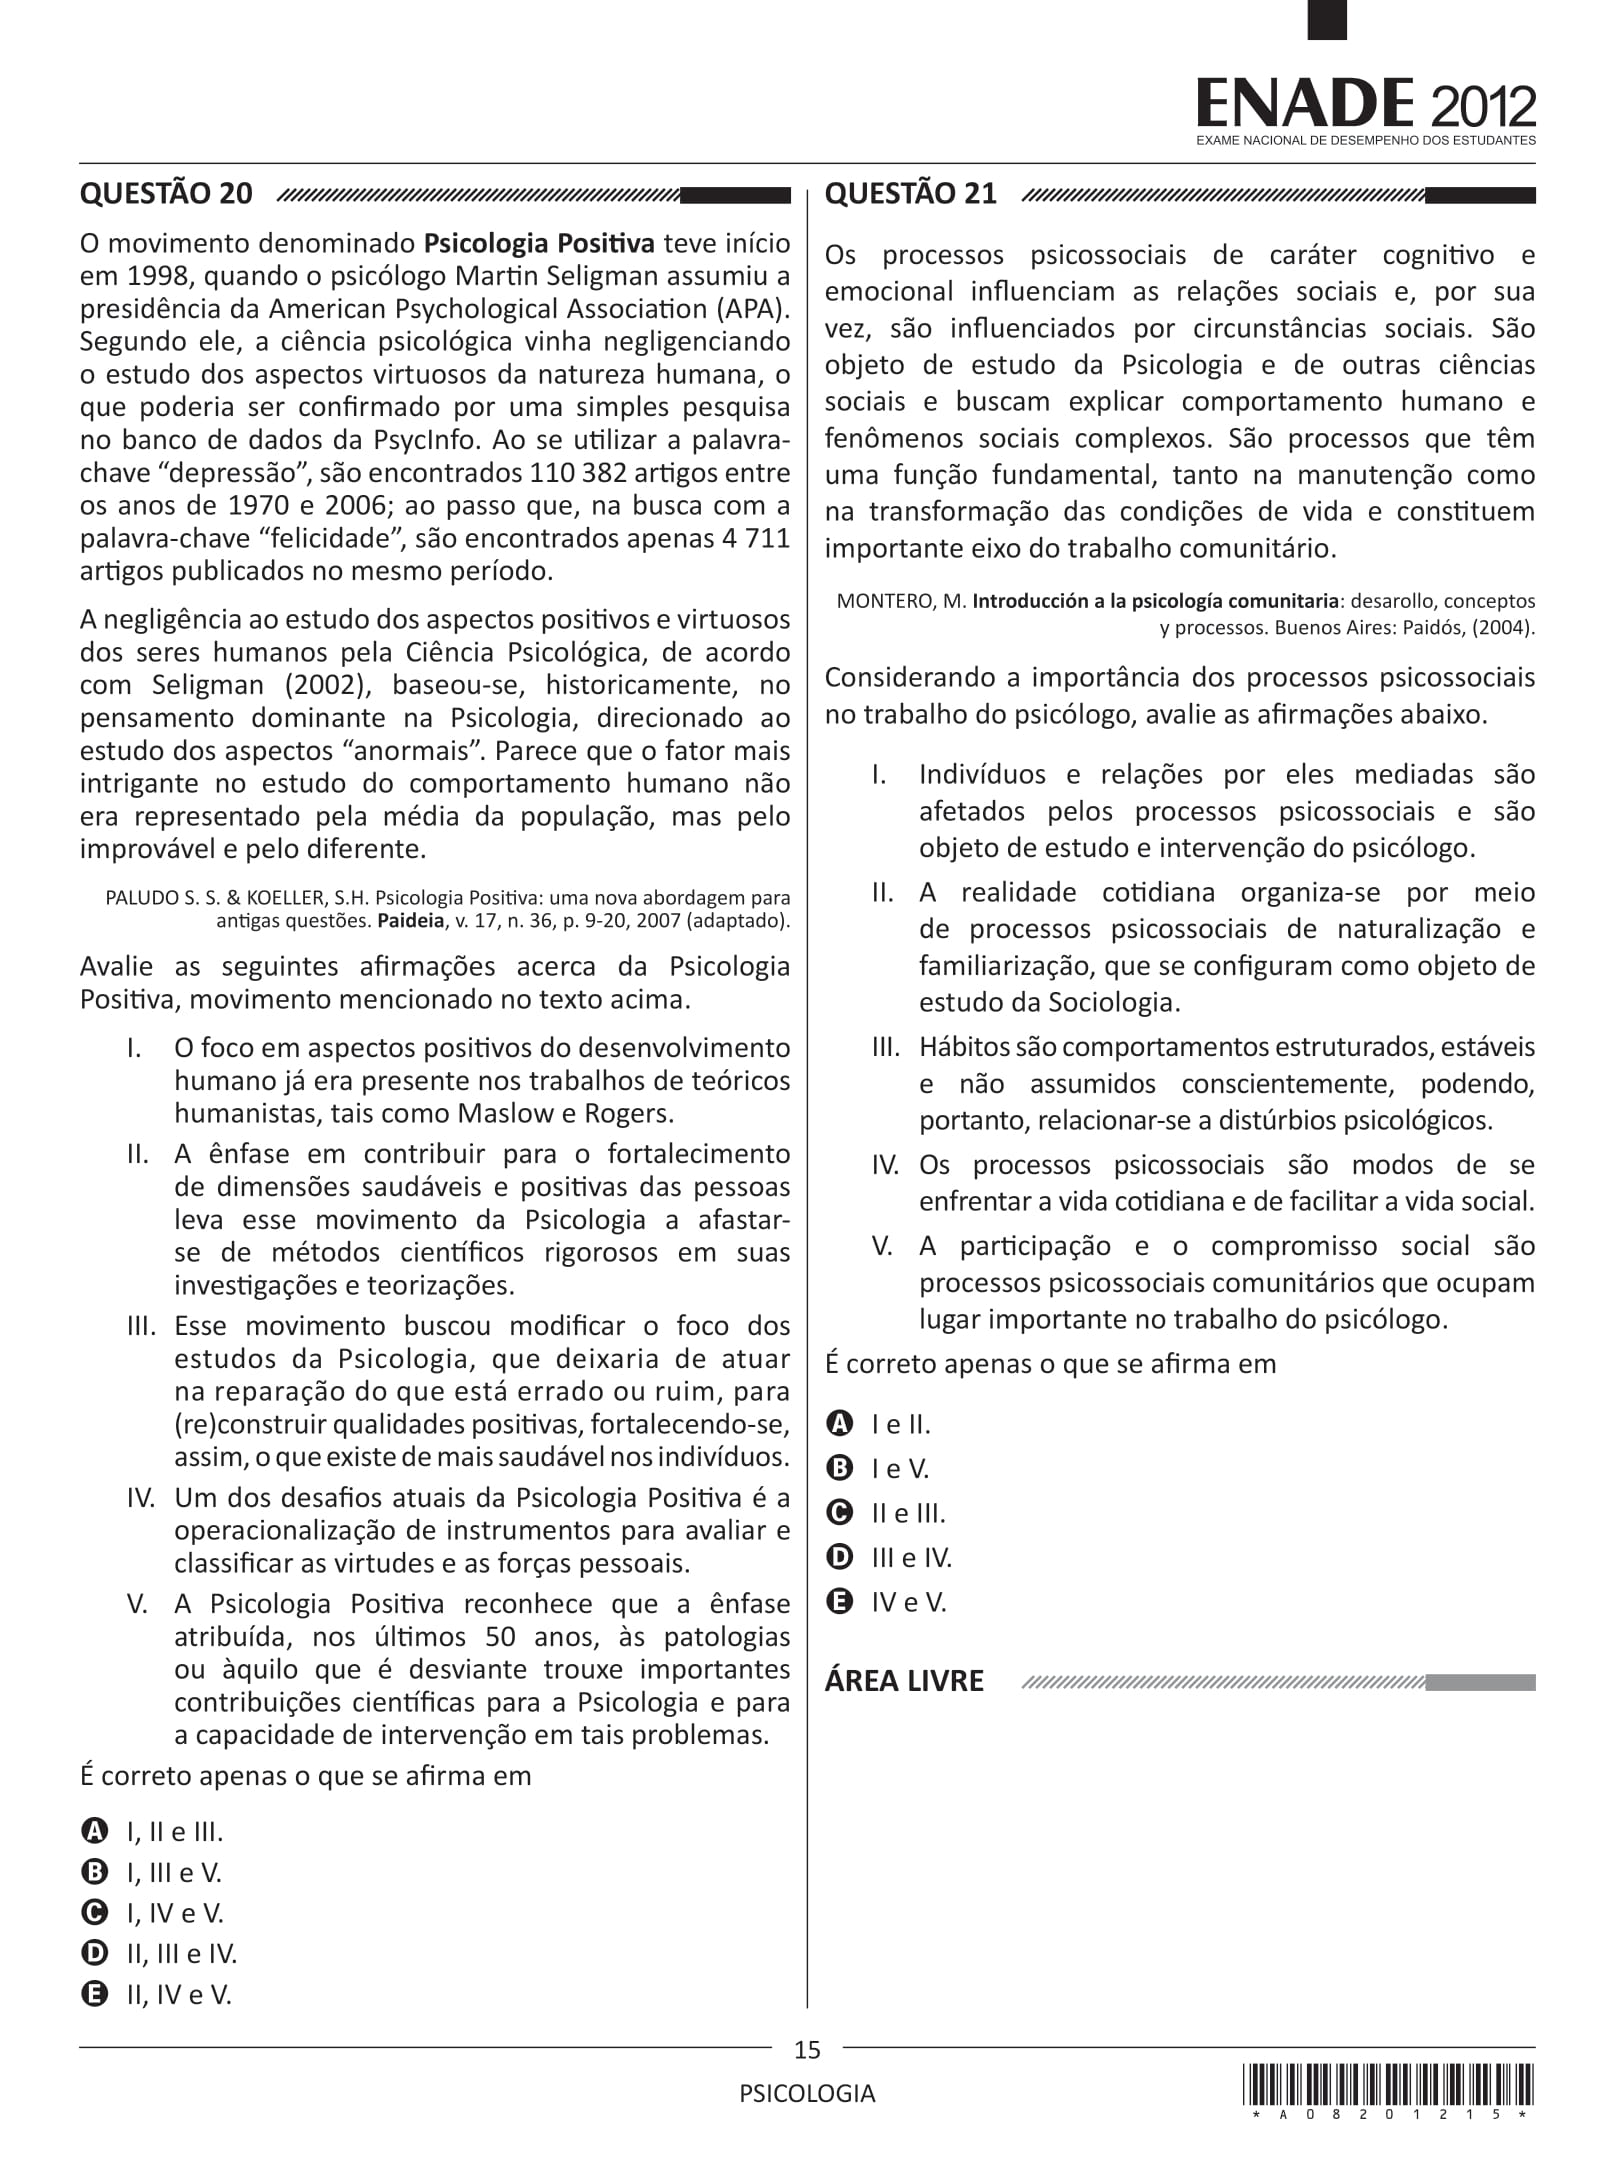 ENADE 2012
EXAME NACIONAL DE DESEMPENHO DOS ESTUDANTES
QUESTÃO 20
O movimento denominado Psicologia Positiva teve início
em 1998, quando o psicólogo Martin Seligman assumiu a
presidência da American Psychological Association (APA).
Segundo ele, a ciência psicológica vinha negligenciando
o estudo dos aspectos virtuosos da natureza humana, o
que poderia ser confirmado por uma simples pesquisa
no banco de dados da PsycInfo. Ao se utilizar a palavra-
chave “depressão”, são encontrados 110 382 artigos entre
os anos de 1970 e 2006; ao passo que, na busca com a
palavra-chave “felicidade”, são encontrados apenas 4 711
artigos publicados no mesmo período.
A negligência ao estudo dos aspectos positivos e virtuosos
dos seres humanos pela Ciência Psicológica, de acordo
com Seligman (2002), baseou-se, historicamente, no
pensamento dominante na Psicologia, direcionado ao
estudo dos aspectos “anormais”. Parece que o fator mais
intrigante no estudo do comportamento humano não
era representado pela média da população, mas pelo
improvável e pelo diferente.
PALUDO S. S. & KOELLER, S.H. Psicologia Positiva: uma nova abordagem para
antigas questões. Paideia, v. 17, n. 36, p. 9-20, 2007 (adaptado).
Avalie as seguintes afirmações acerca da Psicologia
Positiva, movimento mencionado no texto acima.
I. O foco em aspectos positivos do desenvolvimento
humano já era presente nos trabalhos de teóricos
humanistas, tais como Maslow e Rogers.
II. A ênfase em contribuir para o fortalecimento
de dimensões saudáveis e positivas das pessoas
leva esse movimento da Psicologia a afastar-
se de métodos científicos rigorosos em suas
investigações e teorizações.
III. Esse movimento buscou modificar o foco dos
estudos da Psicologia, que deixaria de atuar
na reparação do que está errado ou ruim, para
(re)construir qualidades positivas, fortalecendo-se,
assim, o que existe de mais saudável nos indivíduos.
IV. Um dos desafios atuais da Psicologia Positiva é a
operacionalização de instrumentos para avaliar e
classificar as virtudes e as forças pessoais.
V. A Psicologia Positiva reconhece que a ênfase
atribuída, nos últimos 50 anos, às patologias
ou àquilo que é desviante trouxe importantes
contribuições científicas para a Psicologia e para
a capacidade de intervenção em tais problemas.
É correto apenas o que se afirma em
A I, II e III.
B I, III e V.
C I, IV e V.
D II, III e IV.
E II, IV e V.
QUESTÃO 21
Os processos psicossociais de caráter cognitivo e
emocional influenciam as relações sociais e, por sua
vez, são influenciados por circunstâncias sociais. São
objeto de estudo da Psicologia e de outras ciências
sociais e buscam explicar comportamento humano e
fenômenos sociais complexos. São processos que têm
uma função fundamental, tanto na manutenção como
na transformação das condições de vida e constituem
importante eixo do trabalho comunitário.
MONTERO, M. Introducción a la psicología comunitaria: desarollo, conceptos
y processos. Buenos Aires: Paidós, (2004).
Considerando a importância dos processos psicossociais
no trabalho do psicólogo, avalie as afirmações abaixo.
I. Indivíduos e relações por eles mediadas são
afetados pelos processos psicossociais e são
objeto de estudo e intervenção do psicólogo.
II. A realidade cotidiana organiza-se por meio
de processos psicossociais de naturalização e
familiarização, que se configuram como objeto de
estudo da Sociologia.
III. Hábitos são comportamentos estruturados, estáveis
e não assumidos conscientemente, podendo,
portanto, relacionar-se a distúrbios psicológicos.
IV. Os processos psicossociais são modos de se
enfrentar a vida cotidiana e de facilitar a vida social.
V. A participação e o compromisso social são
processos psicossociais comunitários que ocupam
lugar importante no trabalho do psicólogo.
É correto apenas o que se afirma em
A I e II.
B I e V.
C II e III.
D III e IV.
E IV e V.
ÁREA LIVRE
15
PSICOLOGIA
*A08201215*